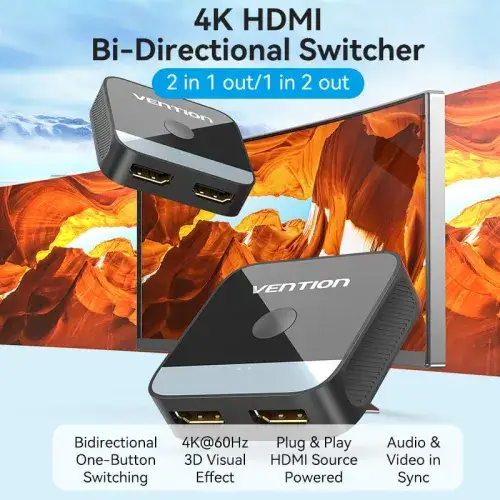 4K HDMI
Bi-Directional Switcher
2 in 1 out/1 in 2 out
VENTION
VENTION
Bidirectional
One-Button
Switching
4K@60Hz
3D Visual
Effect
Plug & Play
HDMI Source
Powered
Audio &
Video in
Sync